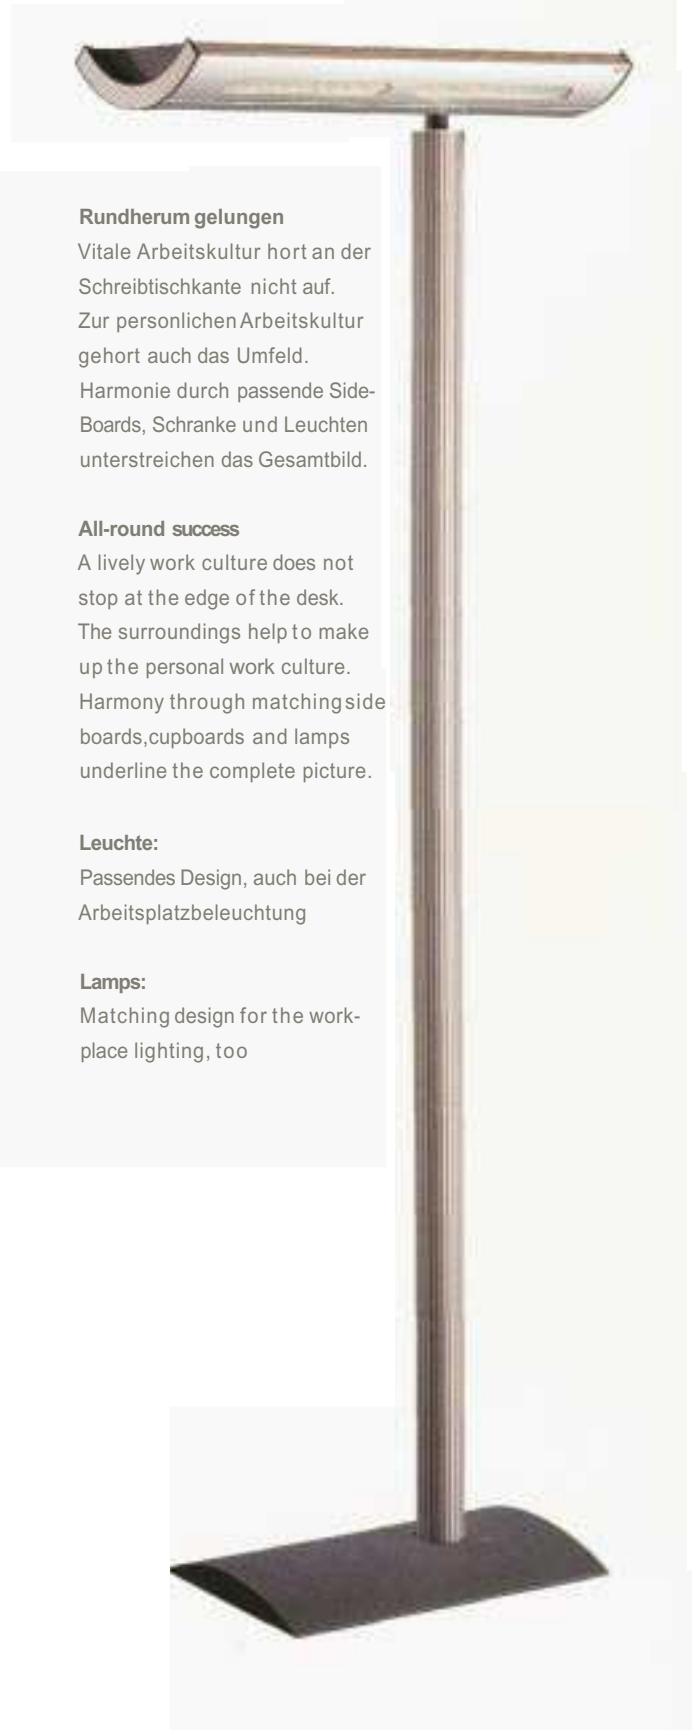 Rundherum gelungen
Vitale Arbeitskultur hort an der
Schreibtischkante nicht auf.
Zur personlichen Arbeitskultur
gehort auch das Umfeld.
Harmonie durch passende Side-
Boards, Schranke und Leuchten
unterstreichen das Gesamtbild.
All-round success
A lively work culture does not
stop at the edge of the desk.
The surroundings help to make
up the personal work culture.
Harmony through matching side
boards,cupboards and lamps
underline the complete picture.
Leuchte:
Passendes Design, auch bei der
Arbeitsplatzbeleuchtung
Lamps:
Matching design for the work-
place lighting, too